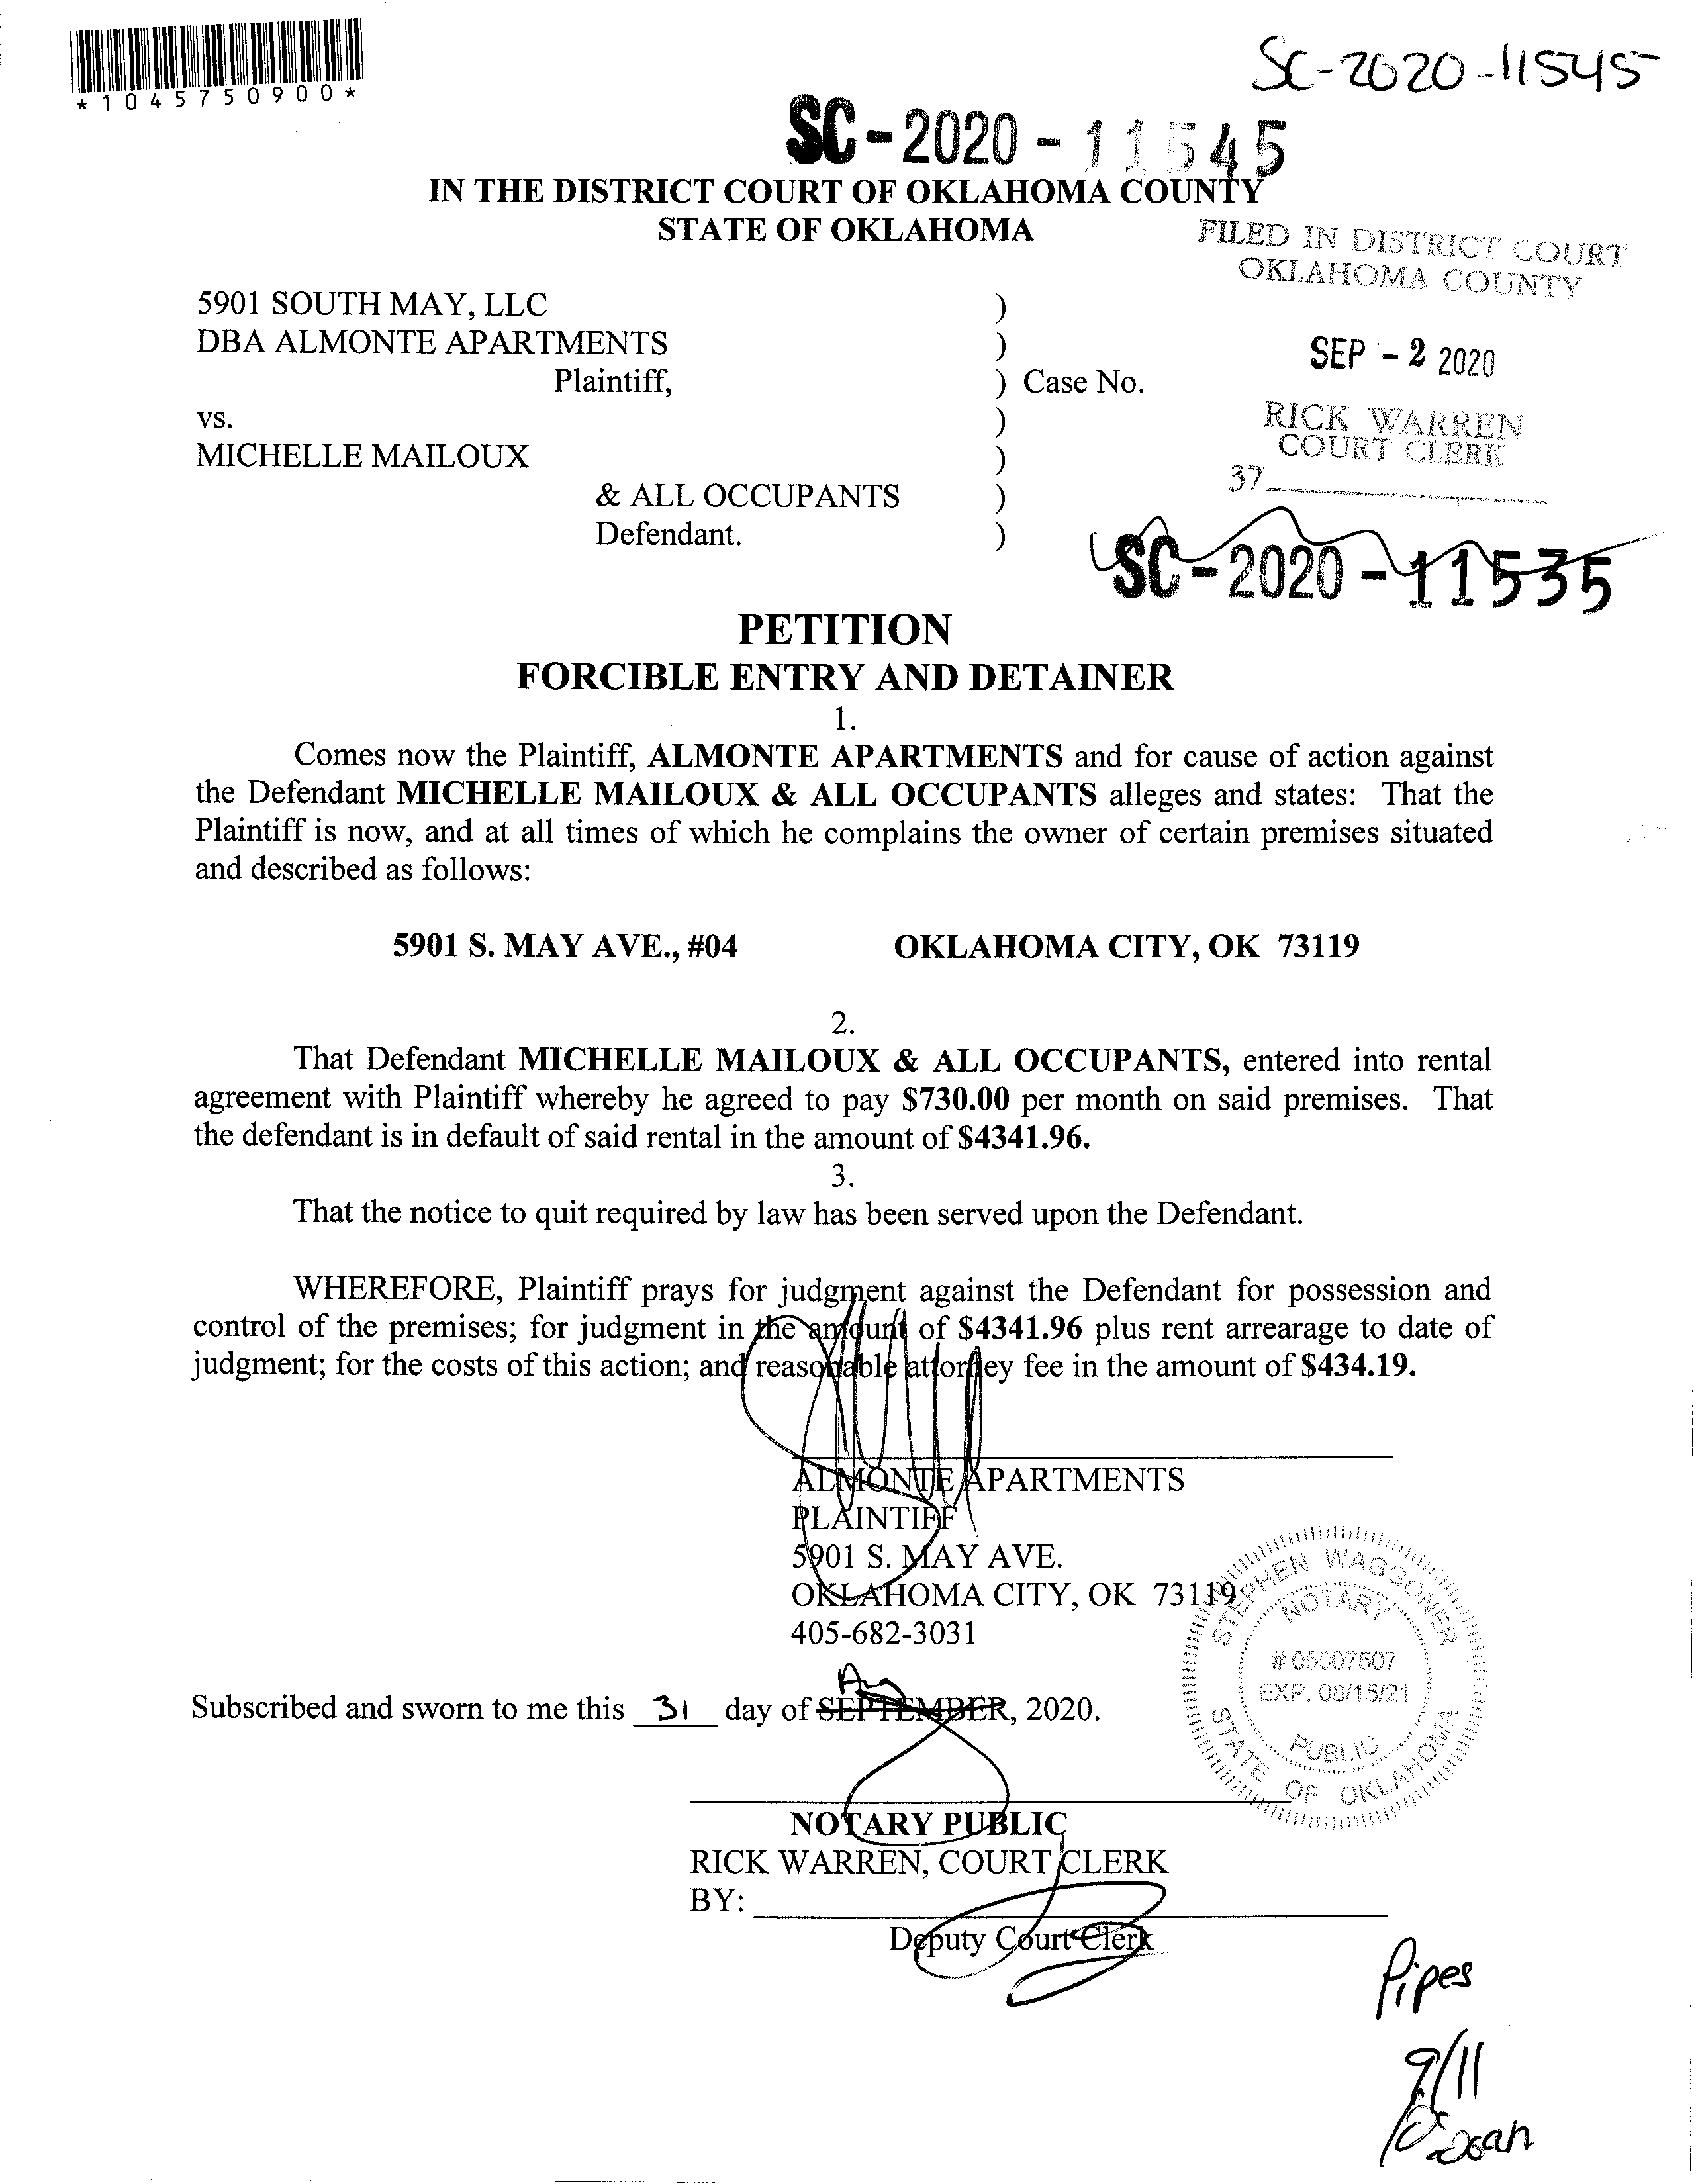 *1045750900*
SC-2020-11545
SC-2020-11545
IN THE DISTRICT COURT OF OKLAHOMA COUNTY
STATE OF OKLAHOMA
FILED IN DISTRICT COURT
OKLAHOMA COUNTY
5901 SOUTH MAY, LLC )
DBA ALMONTE APARTMENTS )
SEP -2 2020
Plaintiff, ) Case No.
vs. )
RICK WARREN
COURT CLERK
MICHELLE MAILOUX )
37
& ALL OCCUPANTS )
Defendant. )
SC-2020-11535
PETITION
FORCIBLE ENTRY AND DETAINER
1.
Comes now the Plaintiff, ALMONTE APARTMENTS and for cause of action against
the Defendant MICHELLE MAILOUX & ALL OCCUPANTS alleges and states: That the
Plaintiff is now, and at all times of which he complains the owner of certain premises situated
and described as follows:
5901 S. MAY AVE., #04 OKLAHOMA CITY, OK 73119
2.
That Defendant MICHELLE MAILOUX & ALL OCCUPANTS, entered into rental
agreement with Plaintiff whereby he agreed to pay $730.00 per month on said premises. That
the defendant is in default of said rental in the amount of $4341.96.
3.
That the notice to quit required by law has been served upon the Defendant.
WHEREFORE, Plaintiff prays for judgment against the Defendant for possession and
control of the premises; for judgment in the amount of $4341.96 plus rent arrearage to date of
judgment; for the costs of this action; and reasonable attorney fee in the amount of $434.19.
ALMONTE APARTMENTS
PLAINTIFF
5901 S. MAY AVE.
OKLAHOMA CITY, OK 73119
405-682-3031
STEPHEN WAGGONER
NOTARY
# 05007507
EXP. 08/15/21
PUBLIC
STATE OF OKLAHOMA
Aug
Subscribed and sworn to me this 31 day of SEPTEMBER, 2020.
NOTARY PUBLIC
RICK WARREN, COURT CLERK
BY:
Deputy Court Clerk
Pipes
9/11